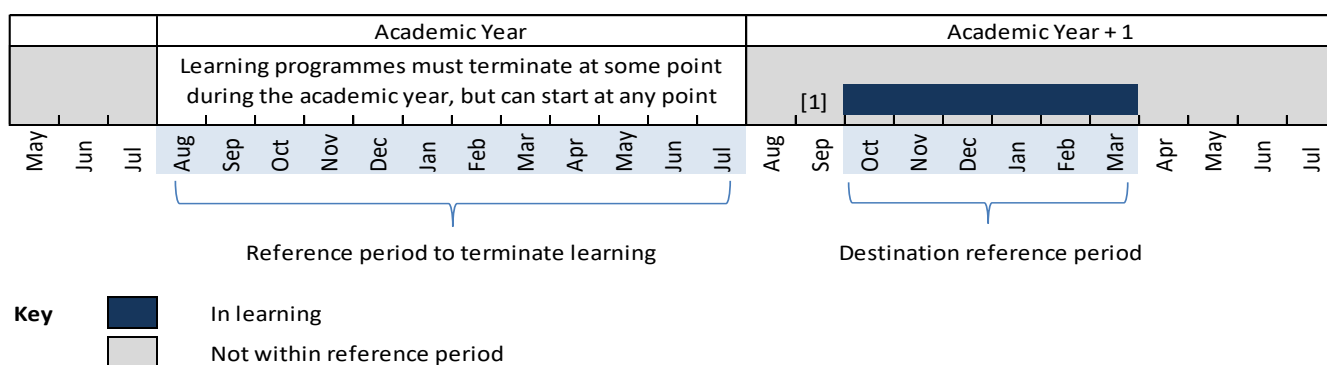 Academic Year
Academic Year + 1
Learning programmes must terminate at some point
during the academic year, but can start at any point
[1]
May Jun Jul Aug Sep Oct Nov Dec Jan Feb Mar Apr May Jun Jul Aug Sep Oct Nov Dec Jan Feb Mar Apr May Jun Jul
Reference period to terminate learning
Destination reference period
Key
In learning
Not within reference period